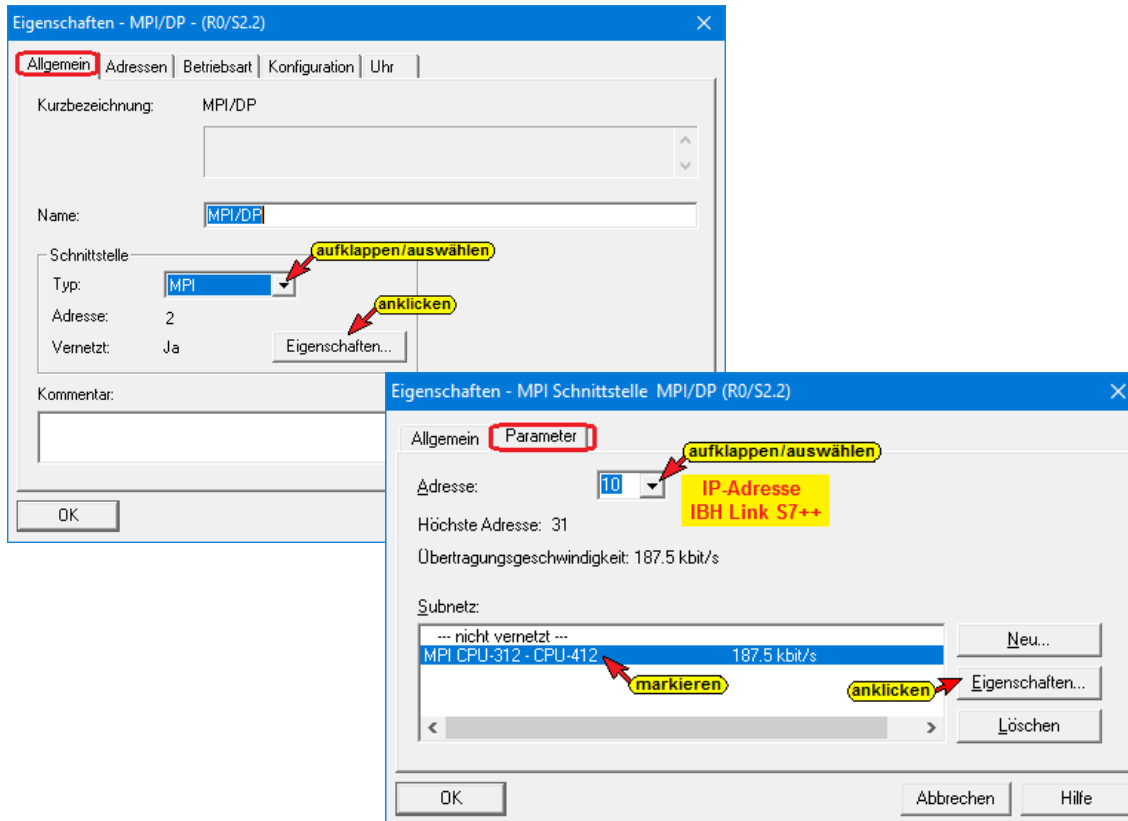 Eigenschaften - MPI/DP - (R0/S2.2)
Allgemein Adressen Betriebsart Konfiguration Uhr
Kurzbezeichnung: MPI/DP
Name: MPI/DP
Schnittstelle
aufklappen/auswählen
Typ: MPI
anklicken
Adresse: 2
Vernetzt: Ja Eigenschaften...
Kommentar:
OK
Eigenschaften - MPI Schnittstelle MPI/DP (R0/S2.2)
Allgemein Parameter
aufklappen/auswählen
Adresse: 10
IP-Adresse
IBH Link S7++
Höchste Adresse: 31
Übertragungsgeschwindigkeit: 187.5 kbit/s
Subnetz:
--- nicht vernetzt ---
MPI CPU-312 - CPU-412 187.5 kbit/s
markieren
Neu...
anklicken
Eigenschaften...
Löschen
OK Abbrechen Hilfe